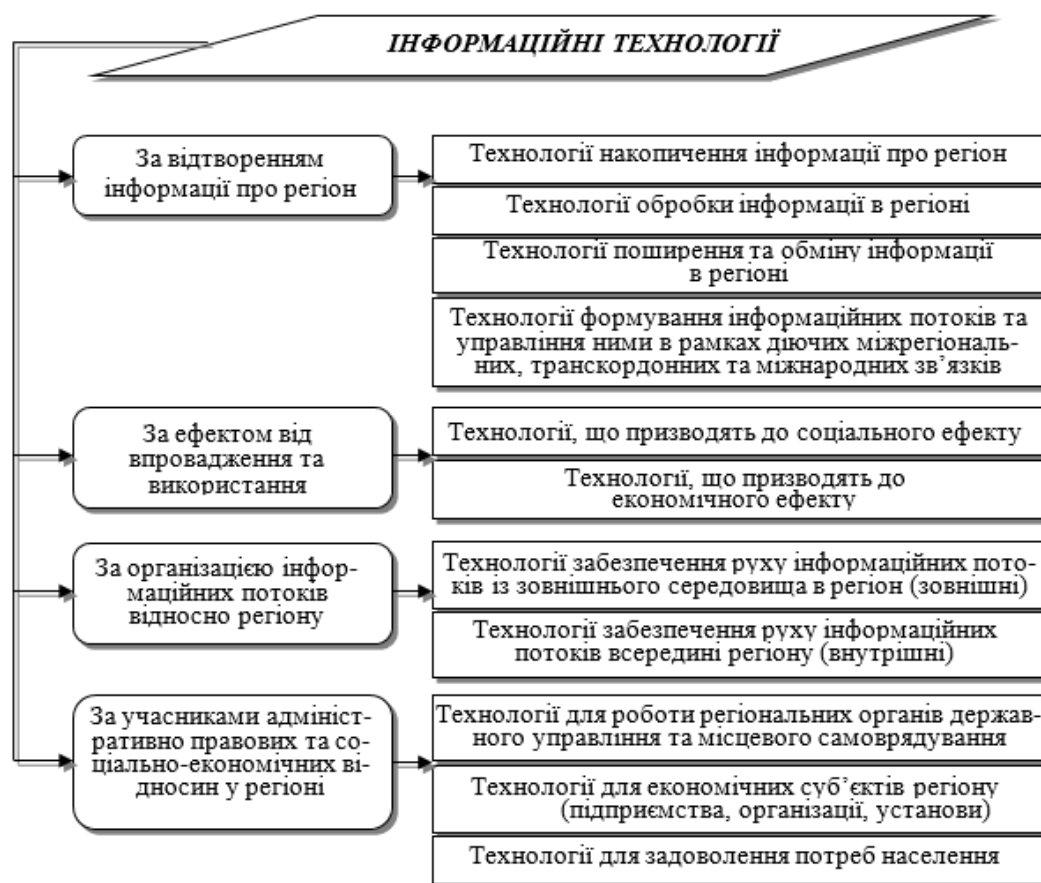 ІНФОРМАЦІЙНІ ТЕХНОЛОГІЇ
За відтворенням
інформації про регіон
Технології накопичення інформації про регіон
Технології обробки інформації в регіоні
Технології поширення та обміну інформації
в регіоні
Технології формування інформаційних потоків та
управління ними в рамках діючих міжрегіональ-
них, транскордонних та міжнародних зв’язків
За ефектом від
впровадження та
використання
Технології, що призводять до соціального ефекту
Технології, що призводять до
економічного ефекту
За організацією інфор-
маційних потоків
відносно регіону
Технології забезпечення руху інформаційних пото-
ків із зовнішнього середовища в регіон (зовнішні)
Технології забезпечення руху інформаційних
потоків всередині регіону (внутрішні)
За учасниками адмініст-
ративно правових та со-
ціально-економічних від-
носин у регіоні
Технології для роботи регіональних органів держав-
ного управління та місцевого самоврядування
Технології для економічних суб’єктів регіону
(підприємства, організації, установи)
Технології для задоволення потреб населення